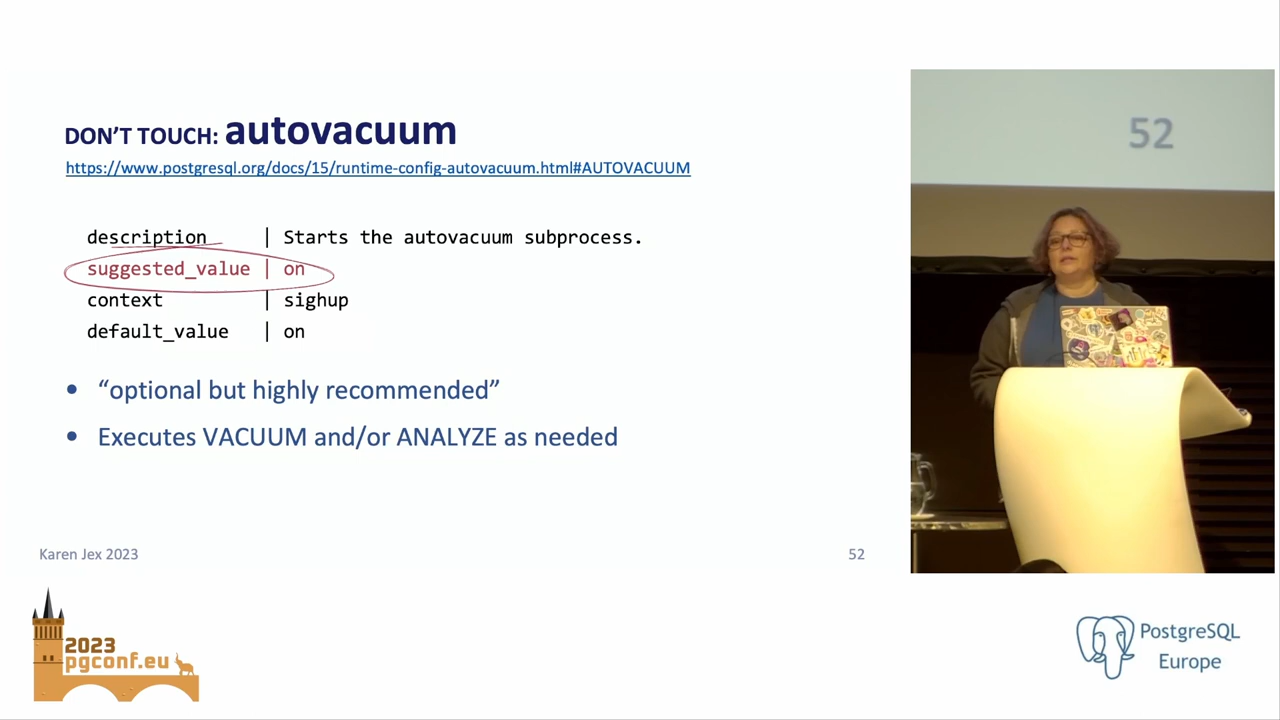 DON'T TOUCH: autovacuum
https://www.postgresql.org/docs/15/runtime-config-autovacuum.html#AUTOVACUUM
description | Starts the autovacuum subprocess.
suggested_value | on
context | sighup
default_value | on
• “optional but highly recommended”
• Executes VACUUM and/or ANALYZE as needed
Karen Jex 2023
52
52
2023
pgconf.eu
PostgreSQL
Europe